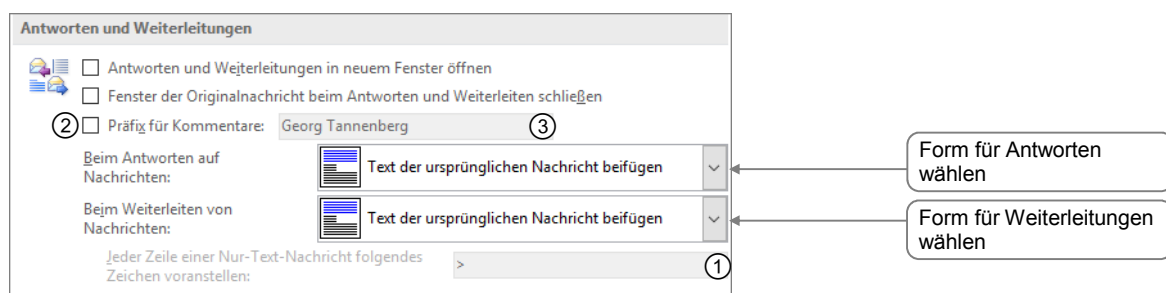 Antworten und Weiterleitungen
Antworten und Weiterleitungen in neuem Fenster öffnen
Fenster der Originalnachricht beim Antworten und Weiterleiten schließen
② Präfix für Kommentare: Georg Tannenberg ③
Beim Antworten auf
Nachrichten:
Text der ursprünglichen Nachricht beifügen
Form für Antworten
wählen
Beim Weiterleiten von
Nachrichten:
Text der ursprünglichen Nachricht beifügen
Form für Weiterleitungen
wählen
Jeder Zeile einer Nur-Text-Nachricht folgendes
Zeichen voranstellen:
> ①